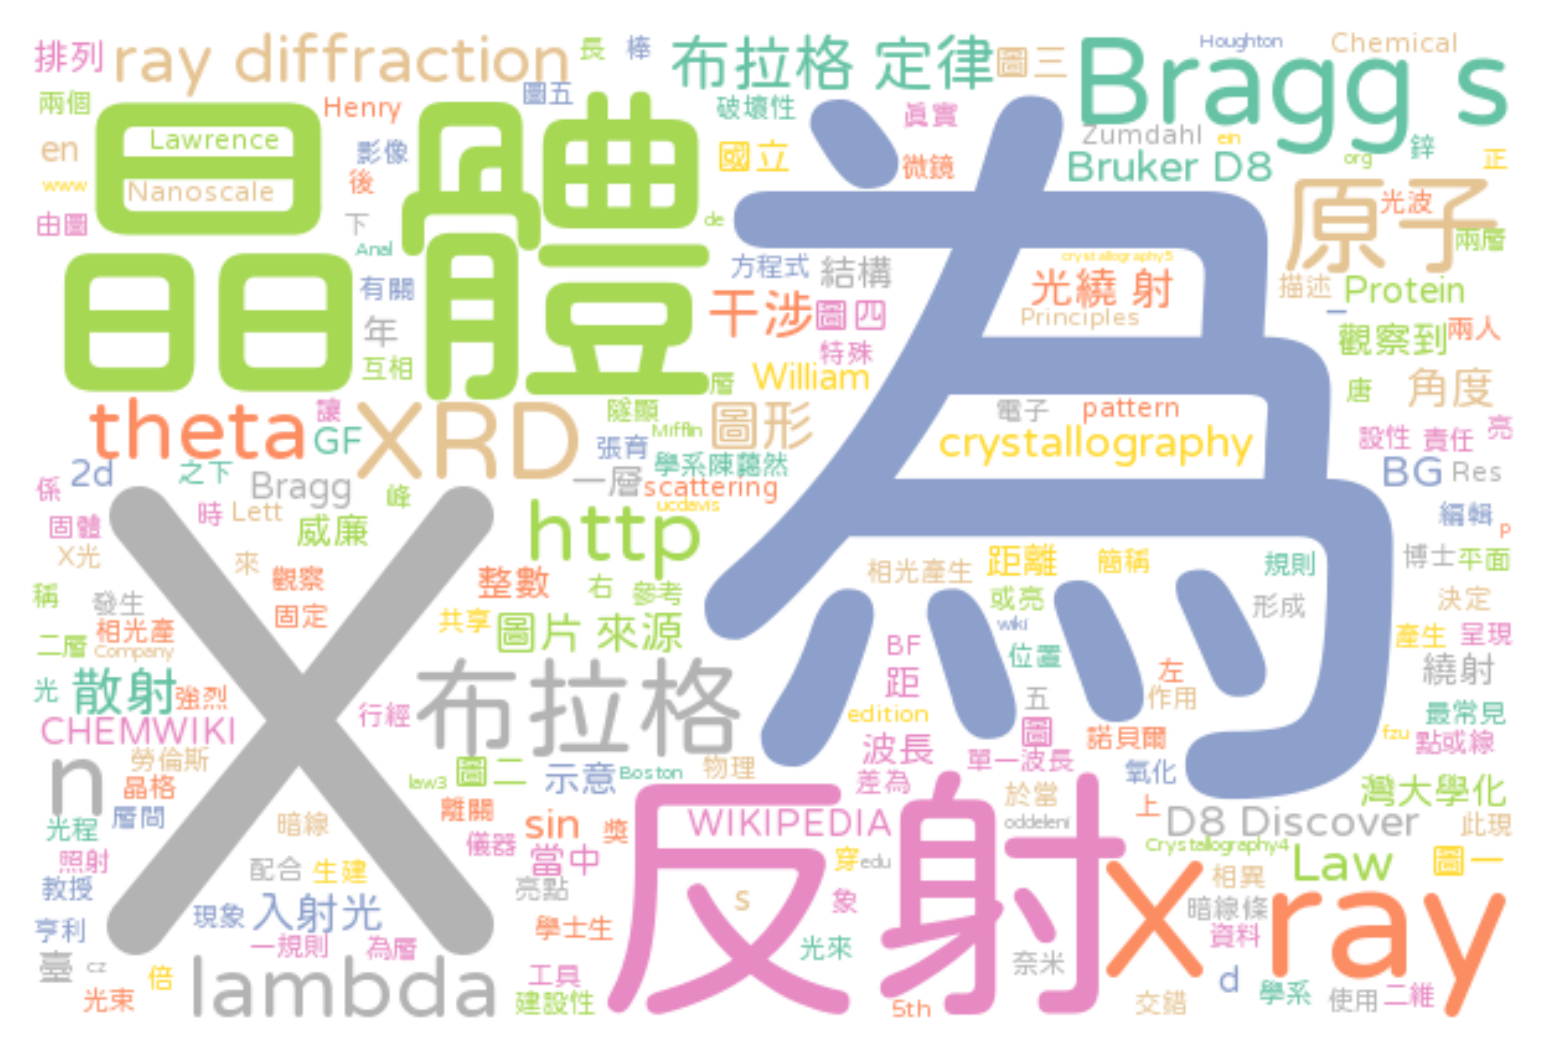 排列
ray diffraction
長
棒
布拉格 定律
圖三
Bragg s
Houghton
Chemical
兩個
Henry
圖五
破壞性
眞實
Zumdahl
ein
鋅
en
Lawrence
影像
國立
微鏡
Bruker D8
org
正
www
Nanoscale
後
晶體
為
原子
光波
由圖
下
de
兩層
Anal
方程式
結構
crystallography5
光繞 射
描述
Protein
有關
干涉
圖四
Principles
一
觀察到
兩人
年
特殊
互相
層
William
唐
角度
theta
讓
GF
XRD
隧顯
Mifflin
圖形
電子
pattern
亮
張育
crystallography
設性
責任
2d
之下
Bragg
學系陳藹然
一層
scattering
BG
Res
係
峰
ucdavis
時
Lett
威廉
http
編輯
p
固體
X光
來
觀察
整數
右
參考
相光產生
距離
簡稱
規則
博士
平面
稱
發生
固定
或亮
形成
決定
相光產
共享
圖片 來源
wiki
二層
Company
BF
位置
產生
呈現
X
光
散射
強烈
布拉格
距
左
繞射
五
作用
行經
edition
最常見
CHEMWIKI
圖
諾貝爾
fzu
點或線
波長
單一波長
n
勞倫斯
圖二
示意
Boston
物理
差為
氧化
law3
晶格
層間
離關
反射
於當
上
灣大學化
光程
暗線
sin
獎
WIKIPEDIA
oddelení
D8 Discover
此現
儀器
當中
Crystallography4
照射
配合
生建
穿
edu
Law
圖一
教授
亮點
相異
x ray
現象
入射光
s
象
暗線條
亨利
學士生
一規則
為層
光來
資料
臺
cz
倍
lambda
工具
奈米
d
學系
光束
建設性
5th
交錯
使用
二維